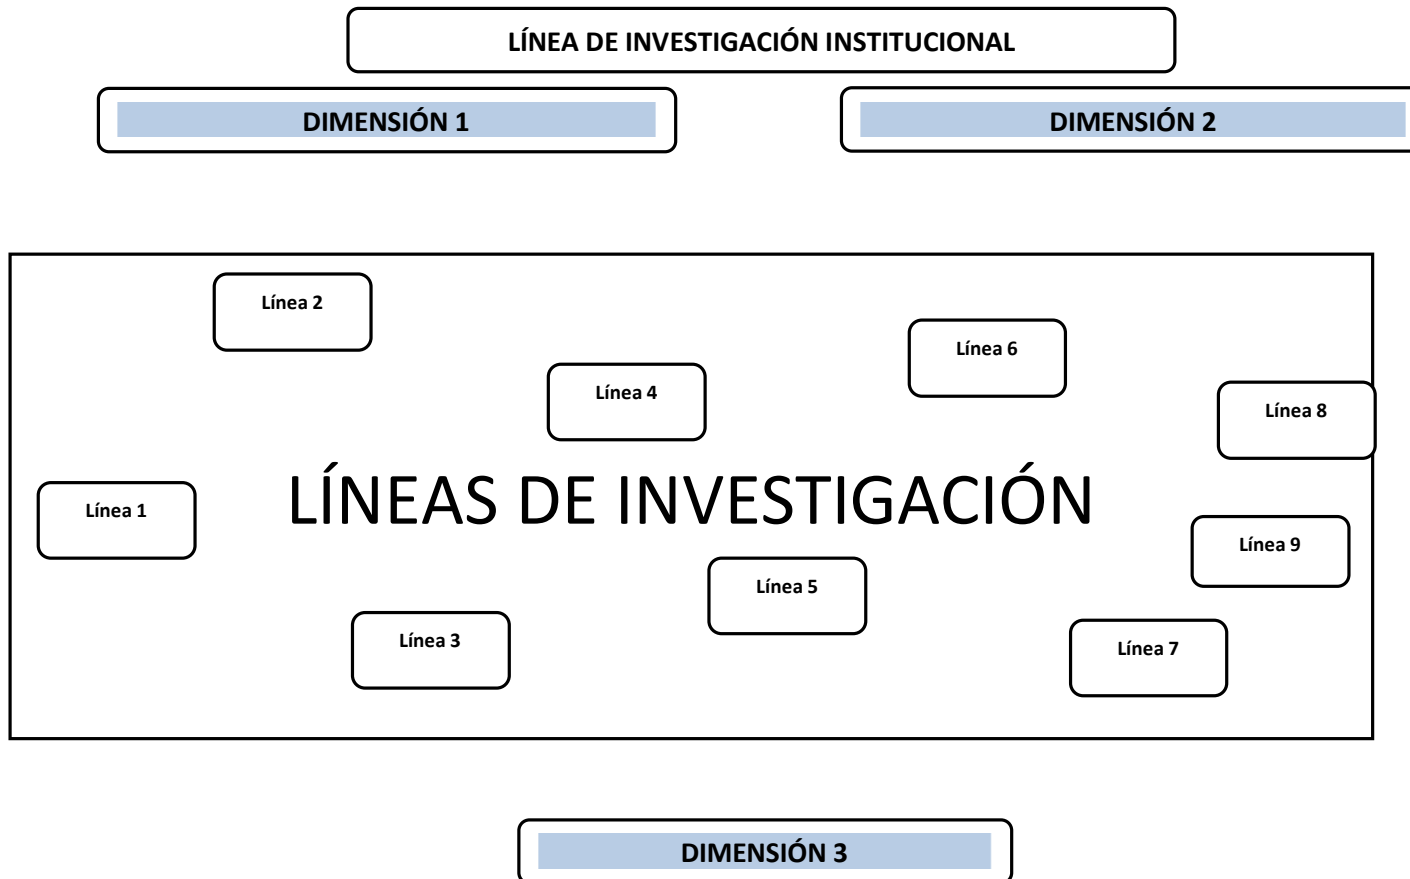 LÍNEA DE INVESTIGACIÓN INSTITUCIONAL
DIMENSIÓN 1
DIMENSIÓN 2
Línea 2
Línea 6
Línea 4
Línea 8
LÍNEAS DE INVESTIGACIÓN
Línea 1
Línea 9
Línea 5
Línea 3
Línea 7
DIMENSIÓN 3